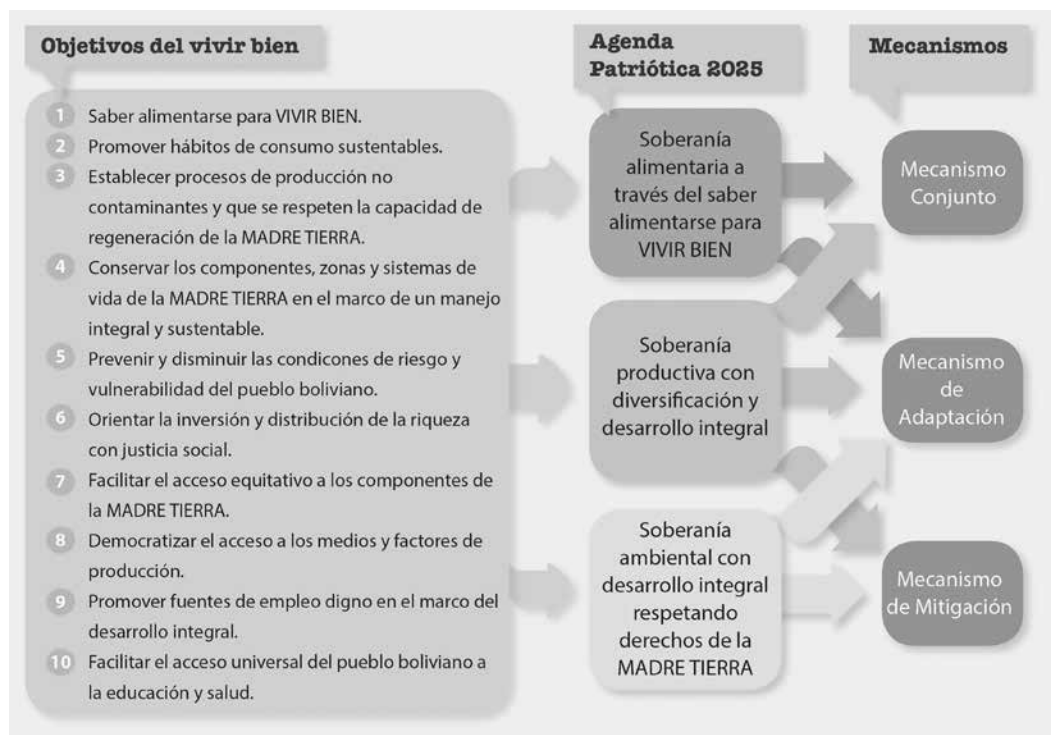 Objetivos del vivir bien
1 Saber alimentarse para VIVIR BIEN.
2 Promover hábitos de consumo sustentables.
3 Establecer procesos de producción no
contaminantes y que se respeten la capacidad de
regeneración de la MADRE TIERRA.
4 Conservar los componentes, zonas y sistemas de
vida de la MADRE TIERRA en el marco de un manejo
integral y sustentable.
5 Prevenir y disminuir las condicones de riesgo y
vulnerabilidad del pueblo boliviano.
6 Orientar la inversión y distribución de la riqueza
con justicia social.
7 Facilitar el acceso equitativo a los componentes de
la MADRE TIERRA.
8 Democratizar el acceso a los medios y factores de
producción.
9 Promover fuentes de empleo digno en el marco del
desarrollo integral.
10 Facilitar el acceso universal del pueblo boliviano a
la educación y salud.
Agenda
Patriótica 2025
Soberanía
alimentaria a
través del saber
alimentarse para
VIVIR BIEN
Soberanía
productiva con
diversificación y
desarrollo integral
Soberanía
ambiental con
desarrollo integral
respetando
derechos de la
MADRE TIERRA
Mecanismos
Mecanismo
Conjunto
Mecanismo
de
Adaptación
Mecanismo
de Mitigación